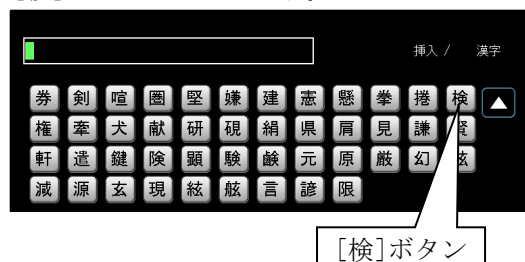 挿入 / 漢字
券 剣 喧 圏 堅 嫌 建 憲 懸 拳 捲 検
権 牽 犬 献 研 硯 絹 県 肩 見 謙 賢
軒 遣 鍵 険 顕 験 鹸 元 原 厳 幻 弦
減 源 玄 現 絃 舷 言 諺 限
[検]ボタン